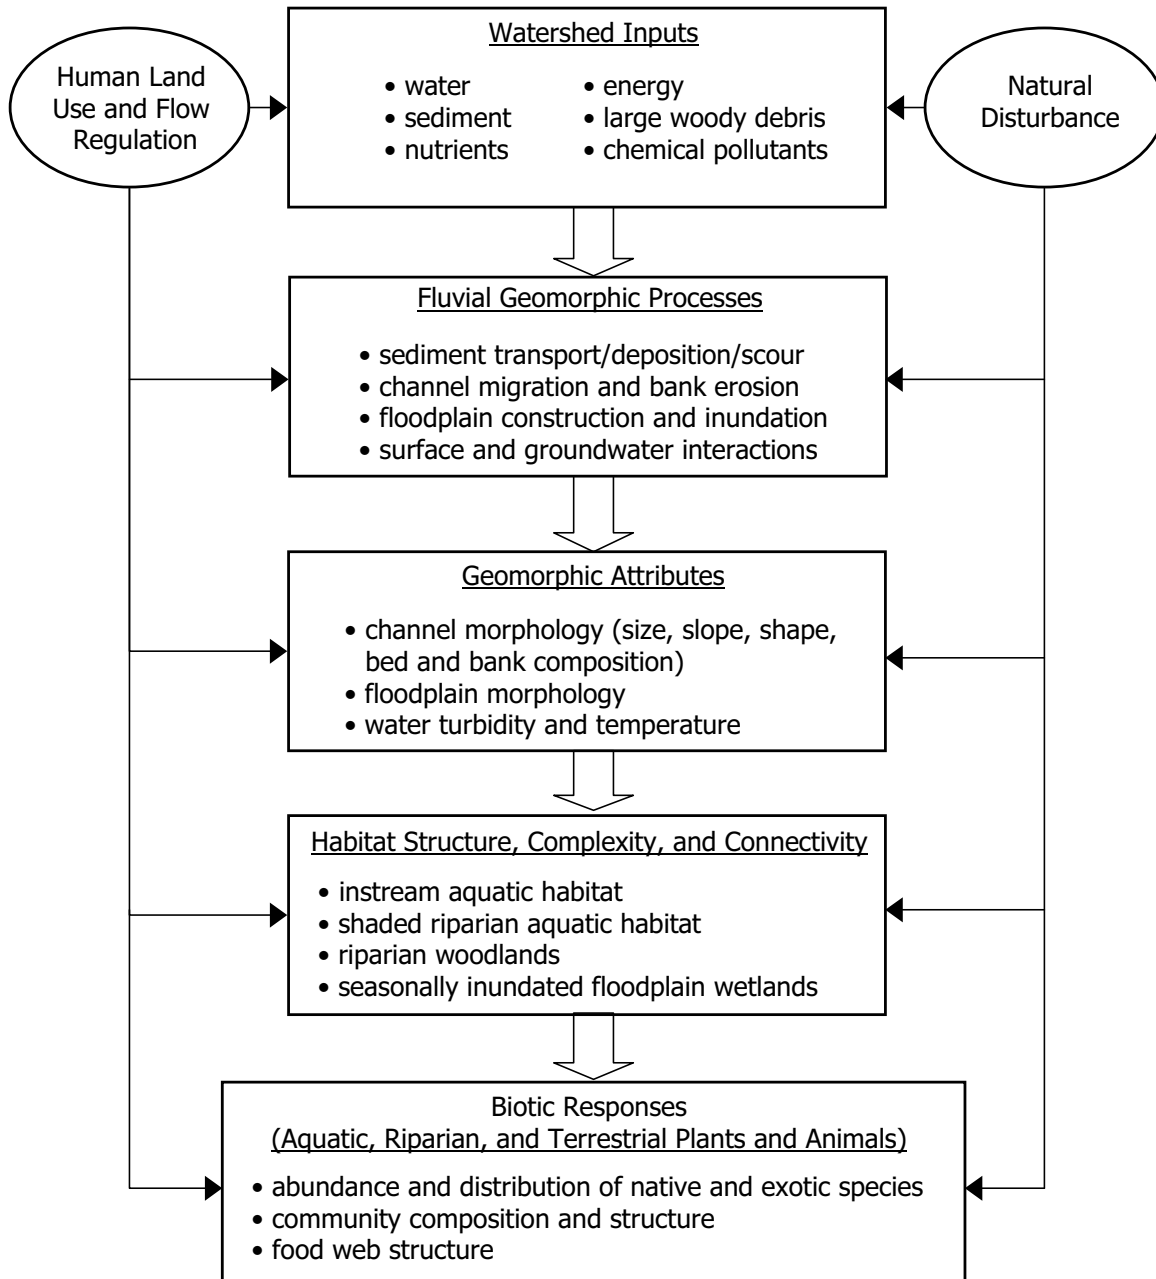 Human Land
Use and Flow
Regulation
Watershed Inputs
• water
• sediment
• nutrients
• energy
• large woody debris
• chemical pollutants
Natural
Disturbance
Fluvial Geomorphic Processes
• sediment transport/deposition/scour
• channel migration and bank erosion
• floodplain construction and inundation
• surface and groundwater interactions
Geomorphic Attributes
• channel morphology (size, slope, shape,
bed and bank composition)
• floodplain morphology
• water turbidity and temperature
Habitat Structure, Complexity, and Connectivity
• instream aquatic habitat
• shaded riparian aquatic habitat
• riparian woodlands
• seasonally inundated floodplain wetlands
Biotic Responses
(Aquatic, Riparian, and Terrestrial Plants and Animals)
• abundance and distribution of native and exotic species
• community composition and structure
• food web structure